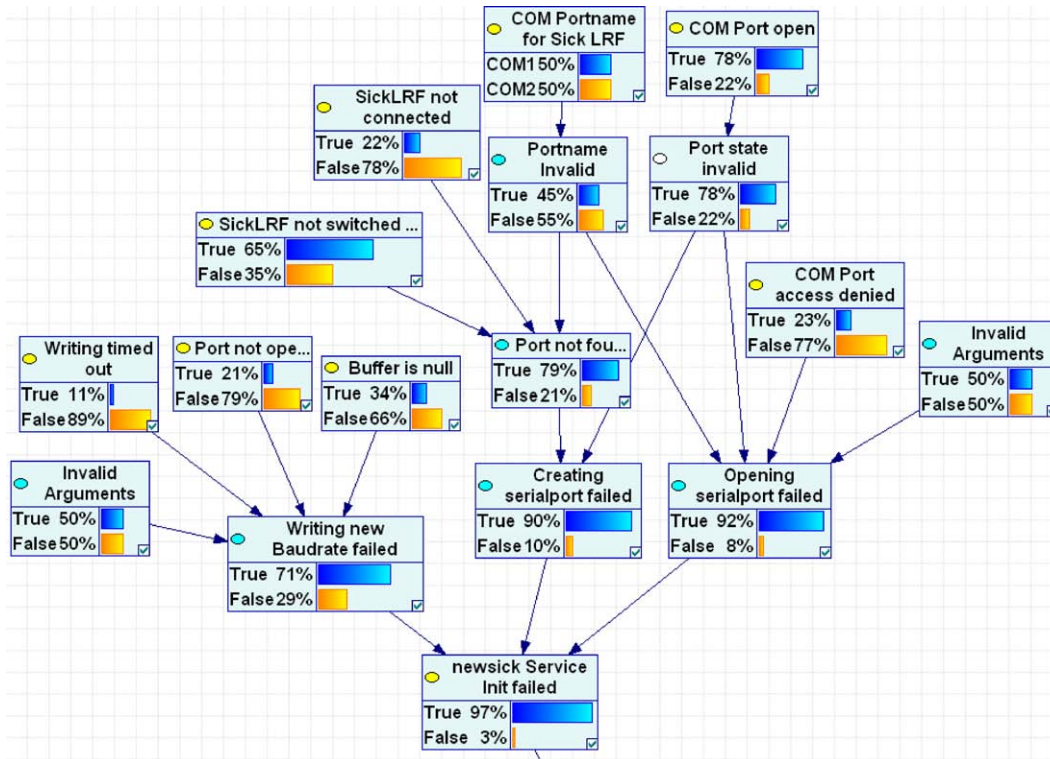 COM Portname
for Sick LRF
COM1 50%
COM2 50%
COM Port open
True 78%
False 22%
SickLRF not
connected
True 22%
False 78%
Portname
Invalid
True 45%
False 55%
Port state
invalid
True 78%
False 22%
SickLRF not switched ...
True 65%
False 35%
COM Port
access denied
True 23%
False 77%
Writing timed
out
True 11%
False 89%
Port not ope...
True 21%
False 79%
Buffer is null
True 34%
False 66%
Port not fou...
True 79%
False 21%
Invalid
Arguments
True 50%
False 50%
Invalid
Arguments
True 50%
False 50%
Writing new
Baudrate failed
True 71%
False 29%
Creating
serialport failed
True 90%
False 10%
Opening
serialport failed
True 92%
False 8%
newsick Service
Init failed
True 97%
False 3%